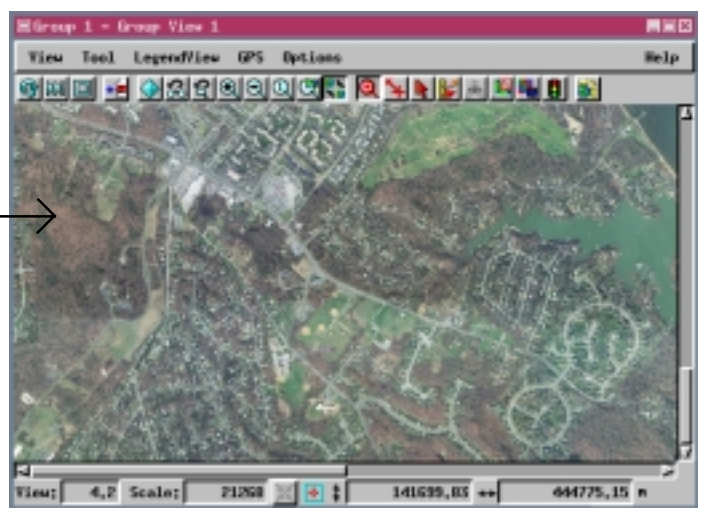 Group 1 - Group View 1
View Tool LegendView GPS Options Help
View: 4,2 Scale: 21268 141699,83 444775,15 m